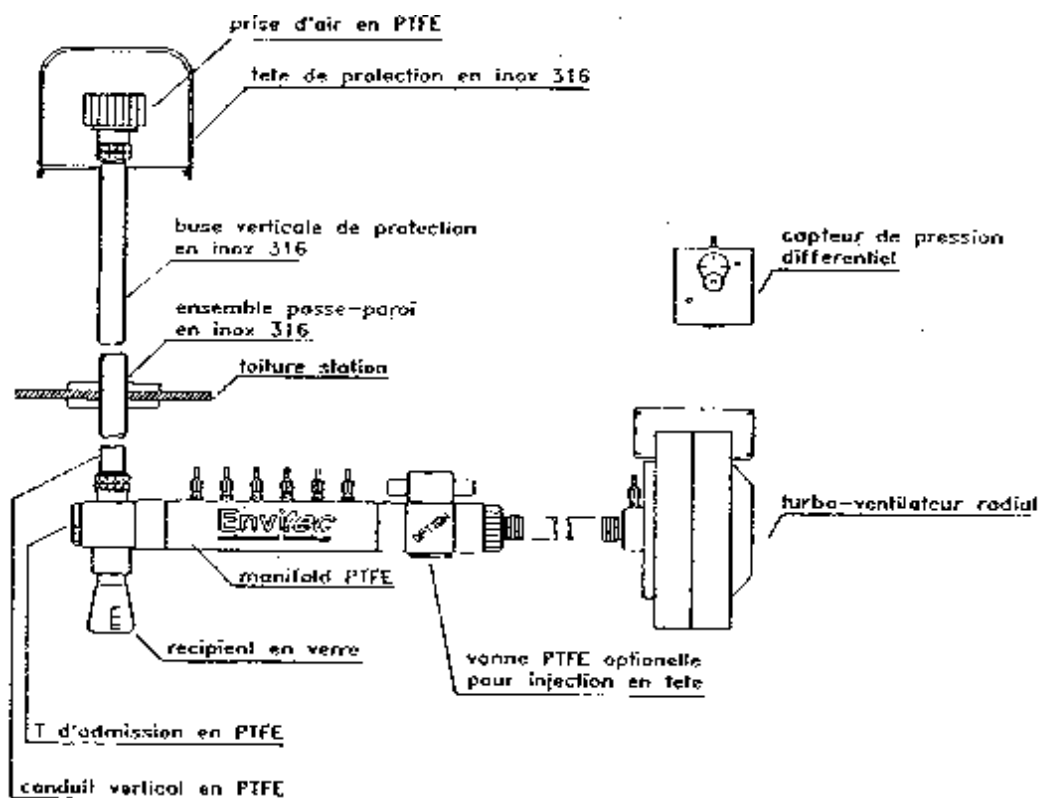 prise d'air en PTFE
tete de protection en inox 316
buse verticale de protection
en inox 316
capteur de pression
differentiel
ensemble passe-paroi
en inox 316
toiture station
Envitec
turbo-ventilateur radial
manifold PTFE
E
recipient en verre
vanne PTFE optionelle
pour injection en tete
T d'admission en PTFE
conduit vertical en PTFE